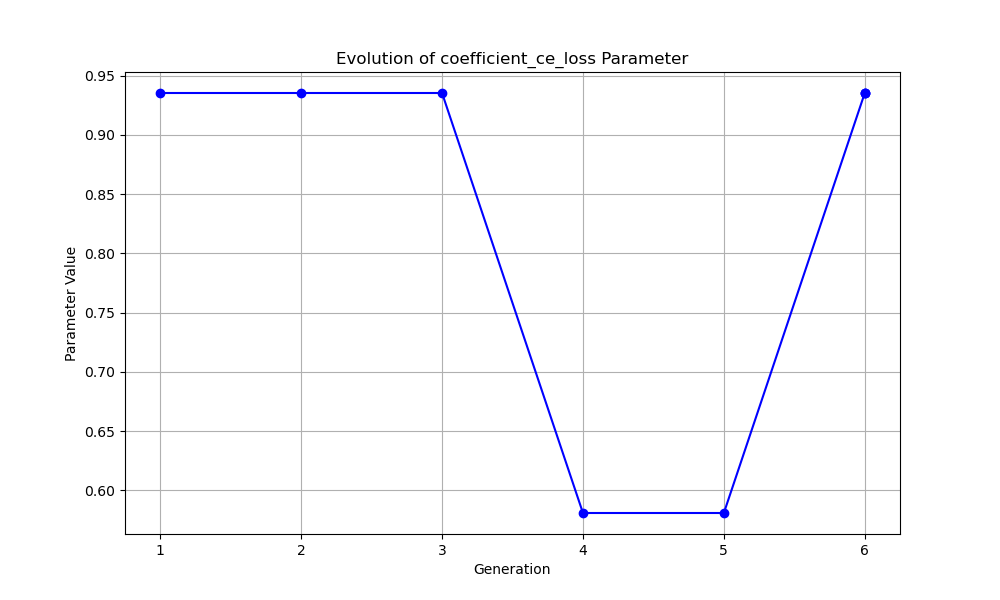 Evolution of coefficient_ce_loss Parameter
0.95
0.90
0.85
0.80
0.75
0.70
0.65
0.60
Parameter Value
1 2 3 4 5 6
Generation